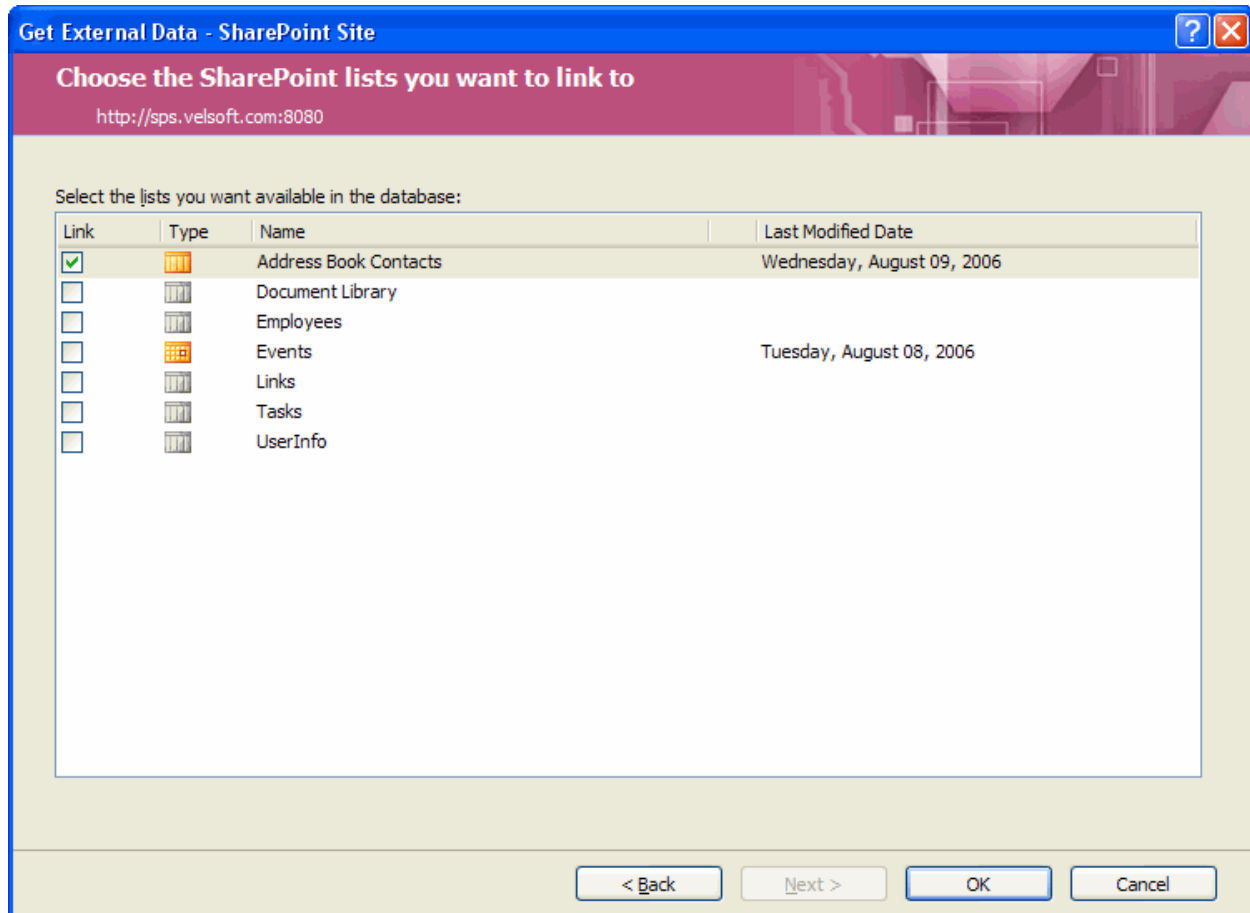 Get External Data - SharePoint Site
Choose the SharePoint lists you want to link to
http://sps.velsoft.com:8080
Select the lists you want available in the database:
Link Type Name Last Modified Date
Address Book Contacts Wednesday, August 09, 2006
Document Library
Employees
Events Tuesday, August 08, 2006
Links
Tasks
UserInfo
< Back Next > OK Cancel